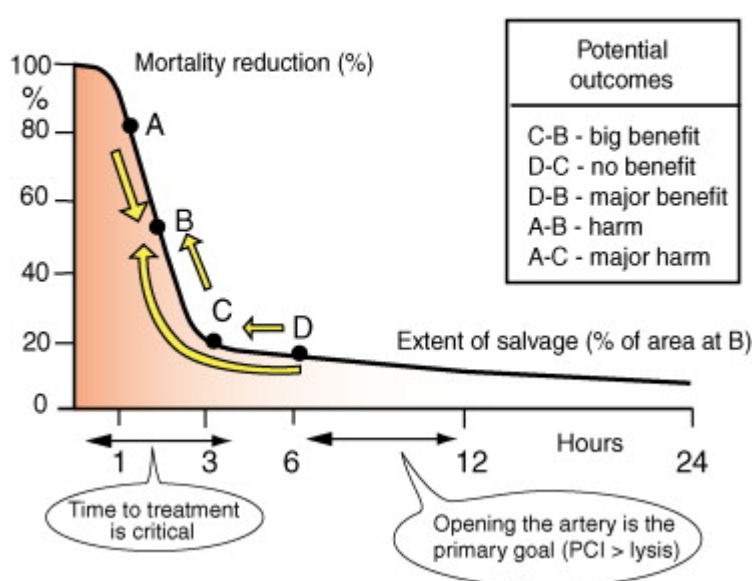 Mortality reduction (%)
100
%
80
60
40
20
0
A
B
C
D
Extent of salvage (% of area at B)
1
3
6
12
24
Hours
Time to treatment
is critical
Opening the artery is the
primary goal (PCI > lysis)
Potential
outcomes
C-B - big benefit
D-C - no benefit
D-B - major benefit
A-B - harm
A-C - major harm